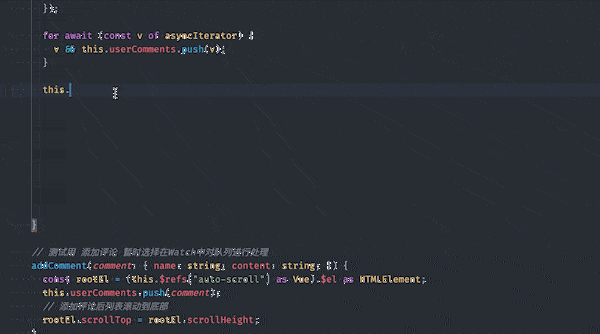 });
for await (const v of asyncIterator) {
v && this.userComments.push(v);
}
this.
}
// 测试用 添加评论 暂时选择在Watch中对队列进行处理
addComment(comment: { name: string; content: string; }) {
const rootEl = (this.$refs["auto-scroll"] as Vue).$el as HTMLElement;
this.userComments.push(comment);
// 添加评论后列表滚动到底部
rootEl.scrollTop = rootEl.scrollHeight;